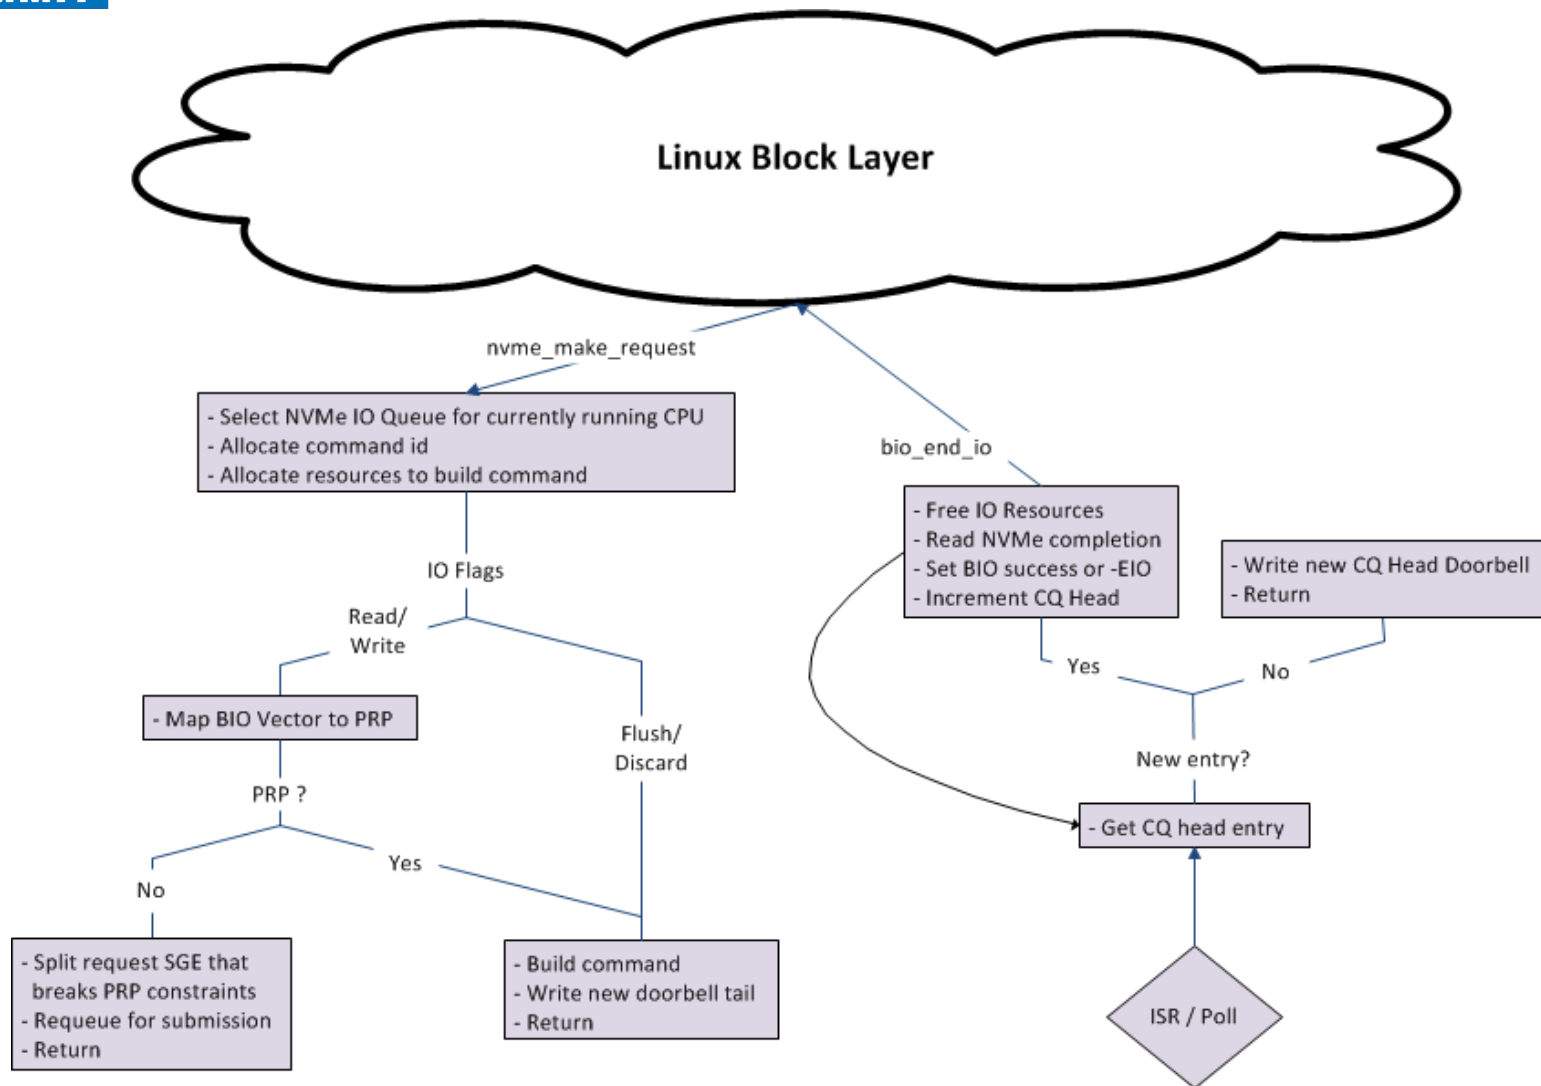 Linux Block Layer
nvme_make_request
- Select NVMe IO Queue for currently running CPU
- Allocate command id
- Allocate resources to build command
bio_end_io
- Free IO Resources
- Read NVMe completion
- Set BIO success or -EIO
- Increment CQ Head
- Write new CQ Head Doorbell
- Return
IO Flags
Read/
Write
Yes
No
- Map BIO Vector to PRP
Flush/
Discard
New entry?
PRP ?
- Get CQ head entry
Yes
No
- Split request SGE that
breaks PRP constraints
- Requeue for submission
- Return
- Build command
- Write new doorbell tail
- Return
ISR / Poll